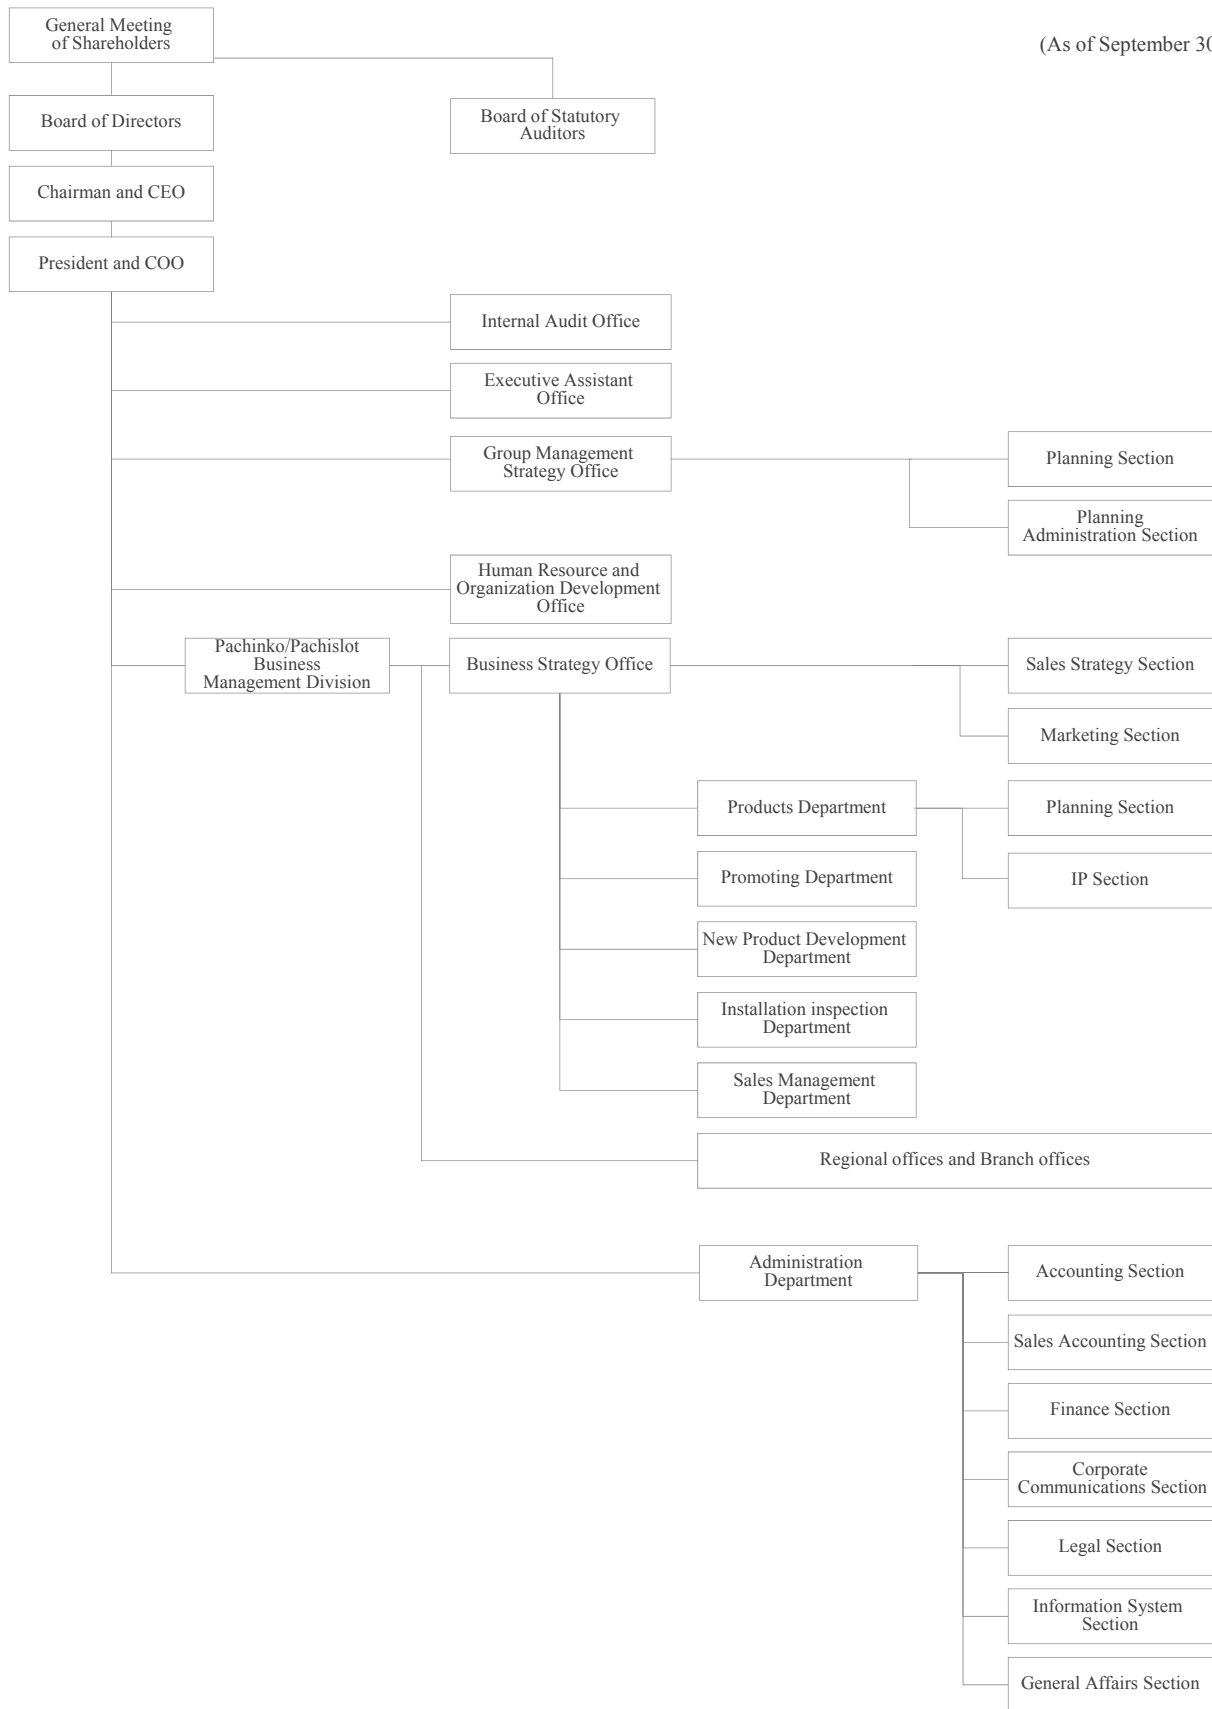 General Meeting
of Shareholders
(As of September 30
Board of Directors
Board of Statutory
Auditors
Chairman and CEO
President and COO
Internal Audit Office
Executive Assistant
Office
Group Management
Strategy Office
Planning Section
Planning
Administration Section
Human Resource and
Organization Development
Office
Pachinko/Pachislot
Business
Management Division
Business Strategy Office
Sales Strategy Section
Marketing Section
Products Department
Planning Section
Promoting Department
IP Section
New Product Development
Department
Installation inspection
Department
Sales Management
Department
Regional offices and Branch offices
Administration
Department
Accounting Section
Sales Accounting Section
Finance Section
Corporate
Communications Section
Legal Section
Information System
Section
General Affairs Section